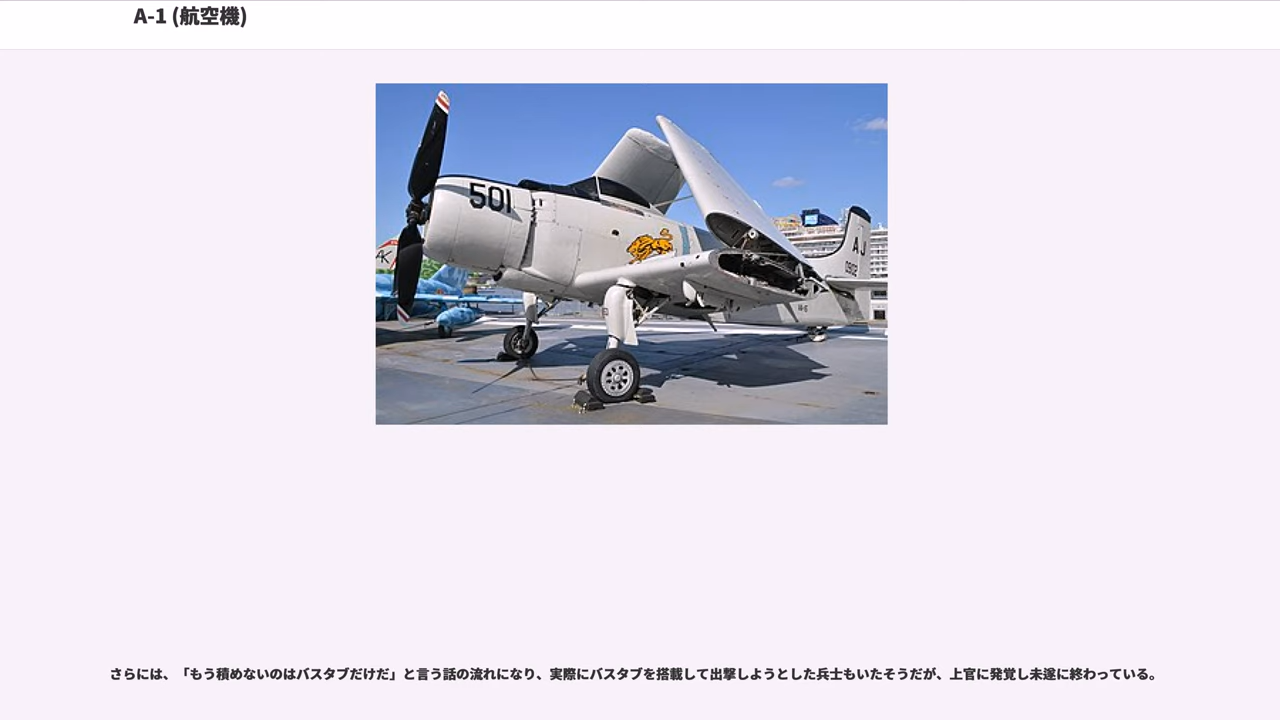 A-1 (航空機)
501
AJ
さらには、「もう積めないのはバスタブだけだ」と言う話の流れになり、実際にバスタブを搭載して出撃しようとした兵士もいたそうだが、上官に発覚し未遂に終わっている。